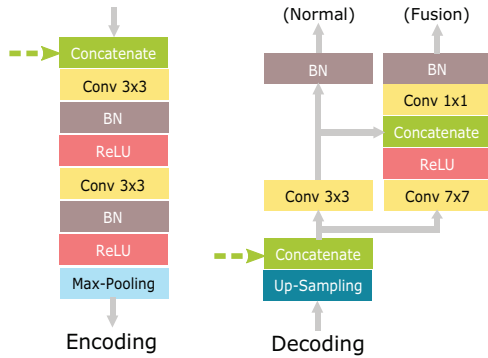 Concatenate
Conv 3x3
BN
ReLU
Conv 3x3
BN
ReLU
Max-Pooling
Encoding
(Normal)
(Fusion)
BN
BN
Conv 1x1
Concatenate
ReLU
Conv 3x3
Conv 7x7
Concatenate
Up-Sampling
Decoding